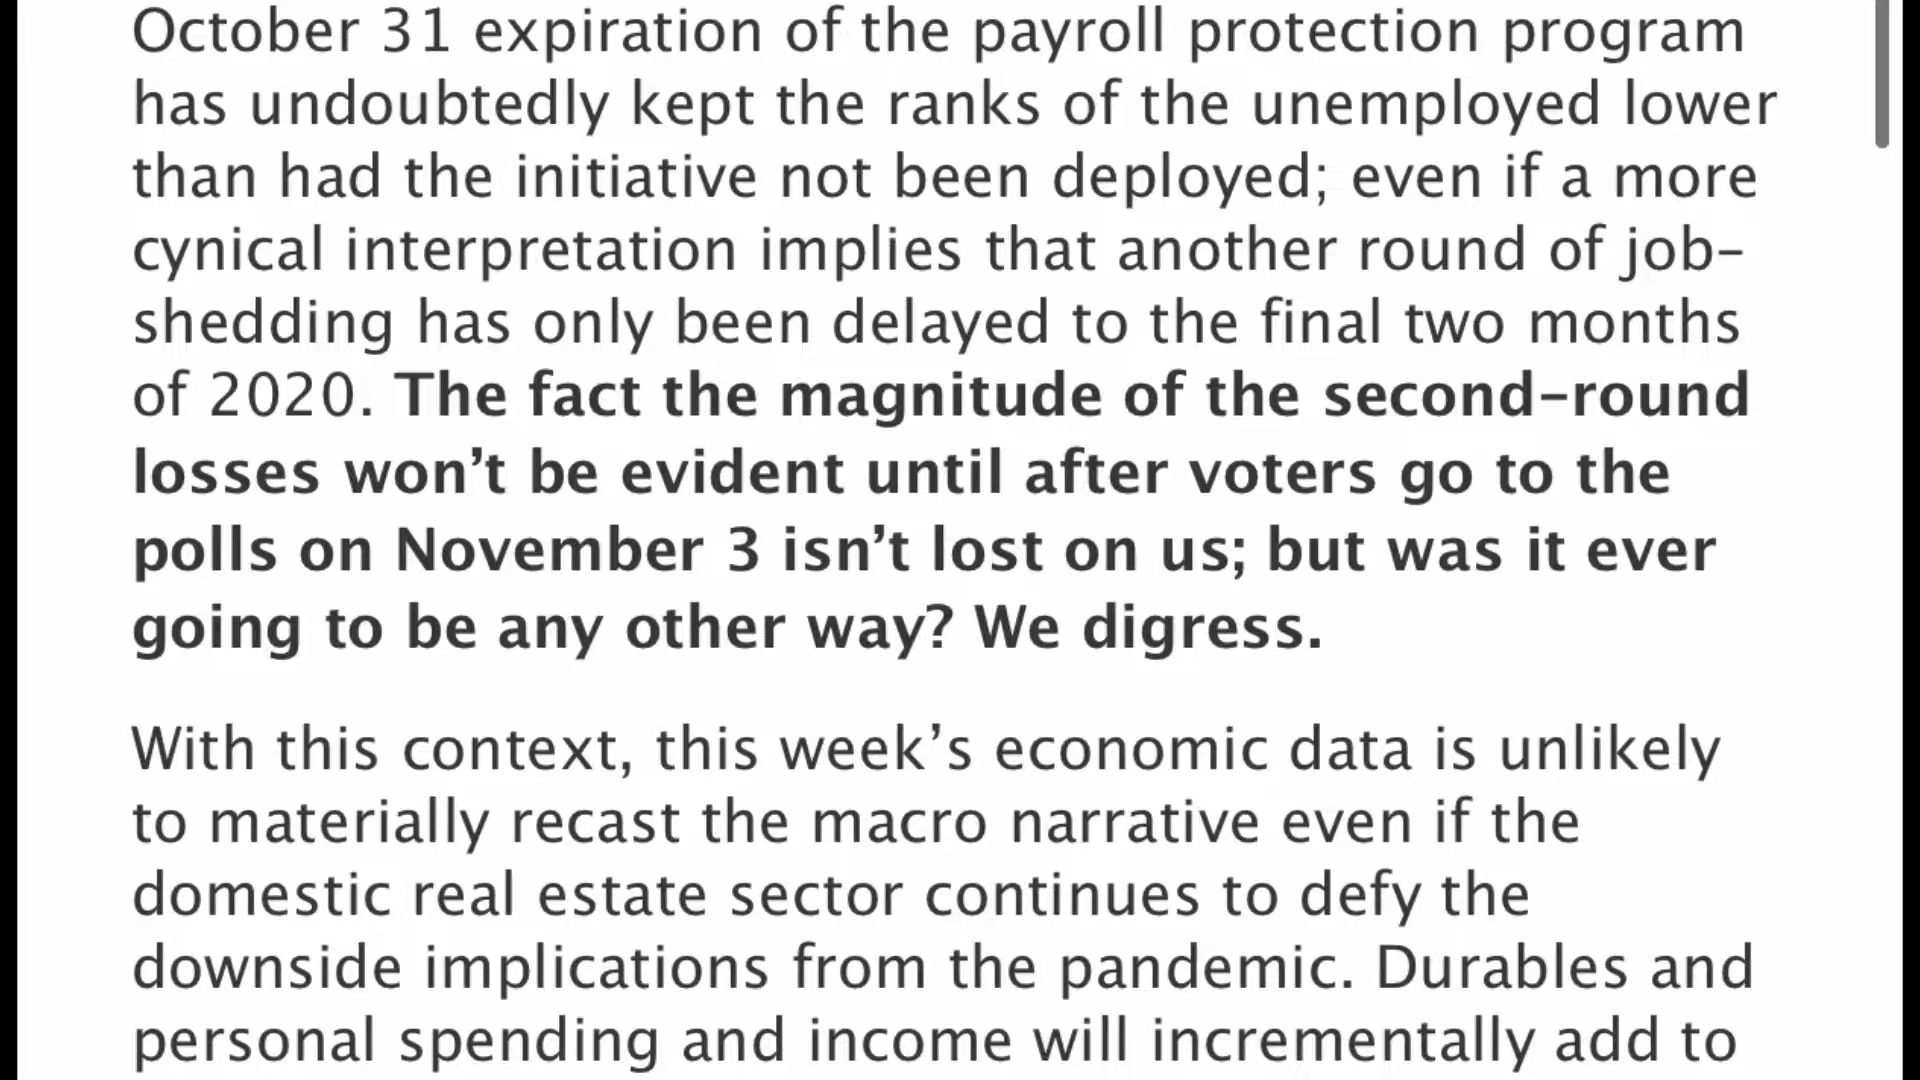 October 31 expiration of the payroll protection program
has undoubtedly kept the ranks of the unemployed lower
than had the initiative not been deployed; even if a more
cynical interpretation implies that another round of job-
shedding has only been delayed to the final two months
of 2020. The fact the magnitude of the second-round
losses won’t be evident until after voters go to the
polls on November 3 isn’t lost on us; but was it ever
going to be any other way? We digress.
With this context, this week’s economic data is unlikely
to materially recast the macro narrative even if the
domestic real estate sector continues to defy the
downside implications from the pandemic. Durables and
personal spending and income will incrementally add to